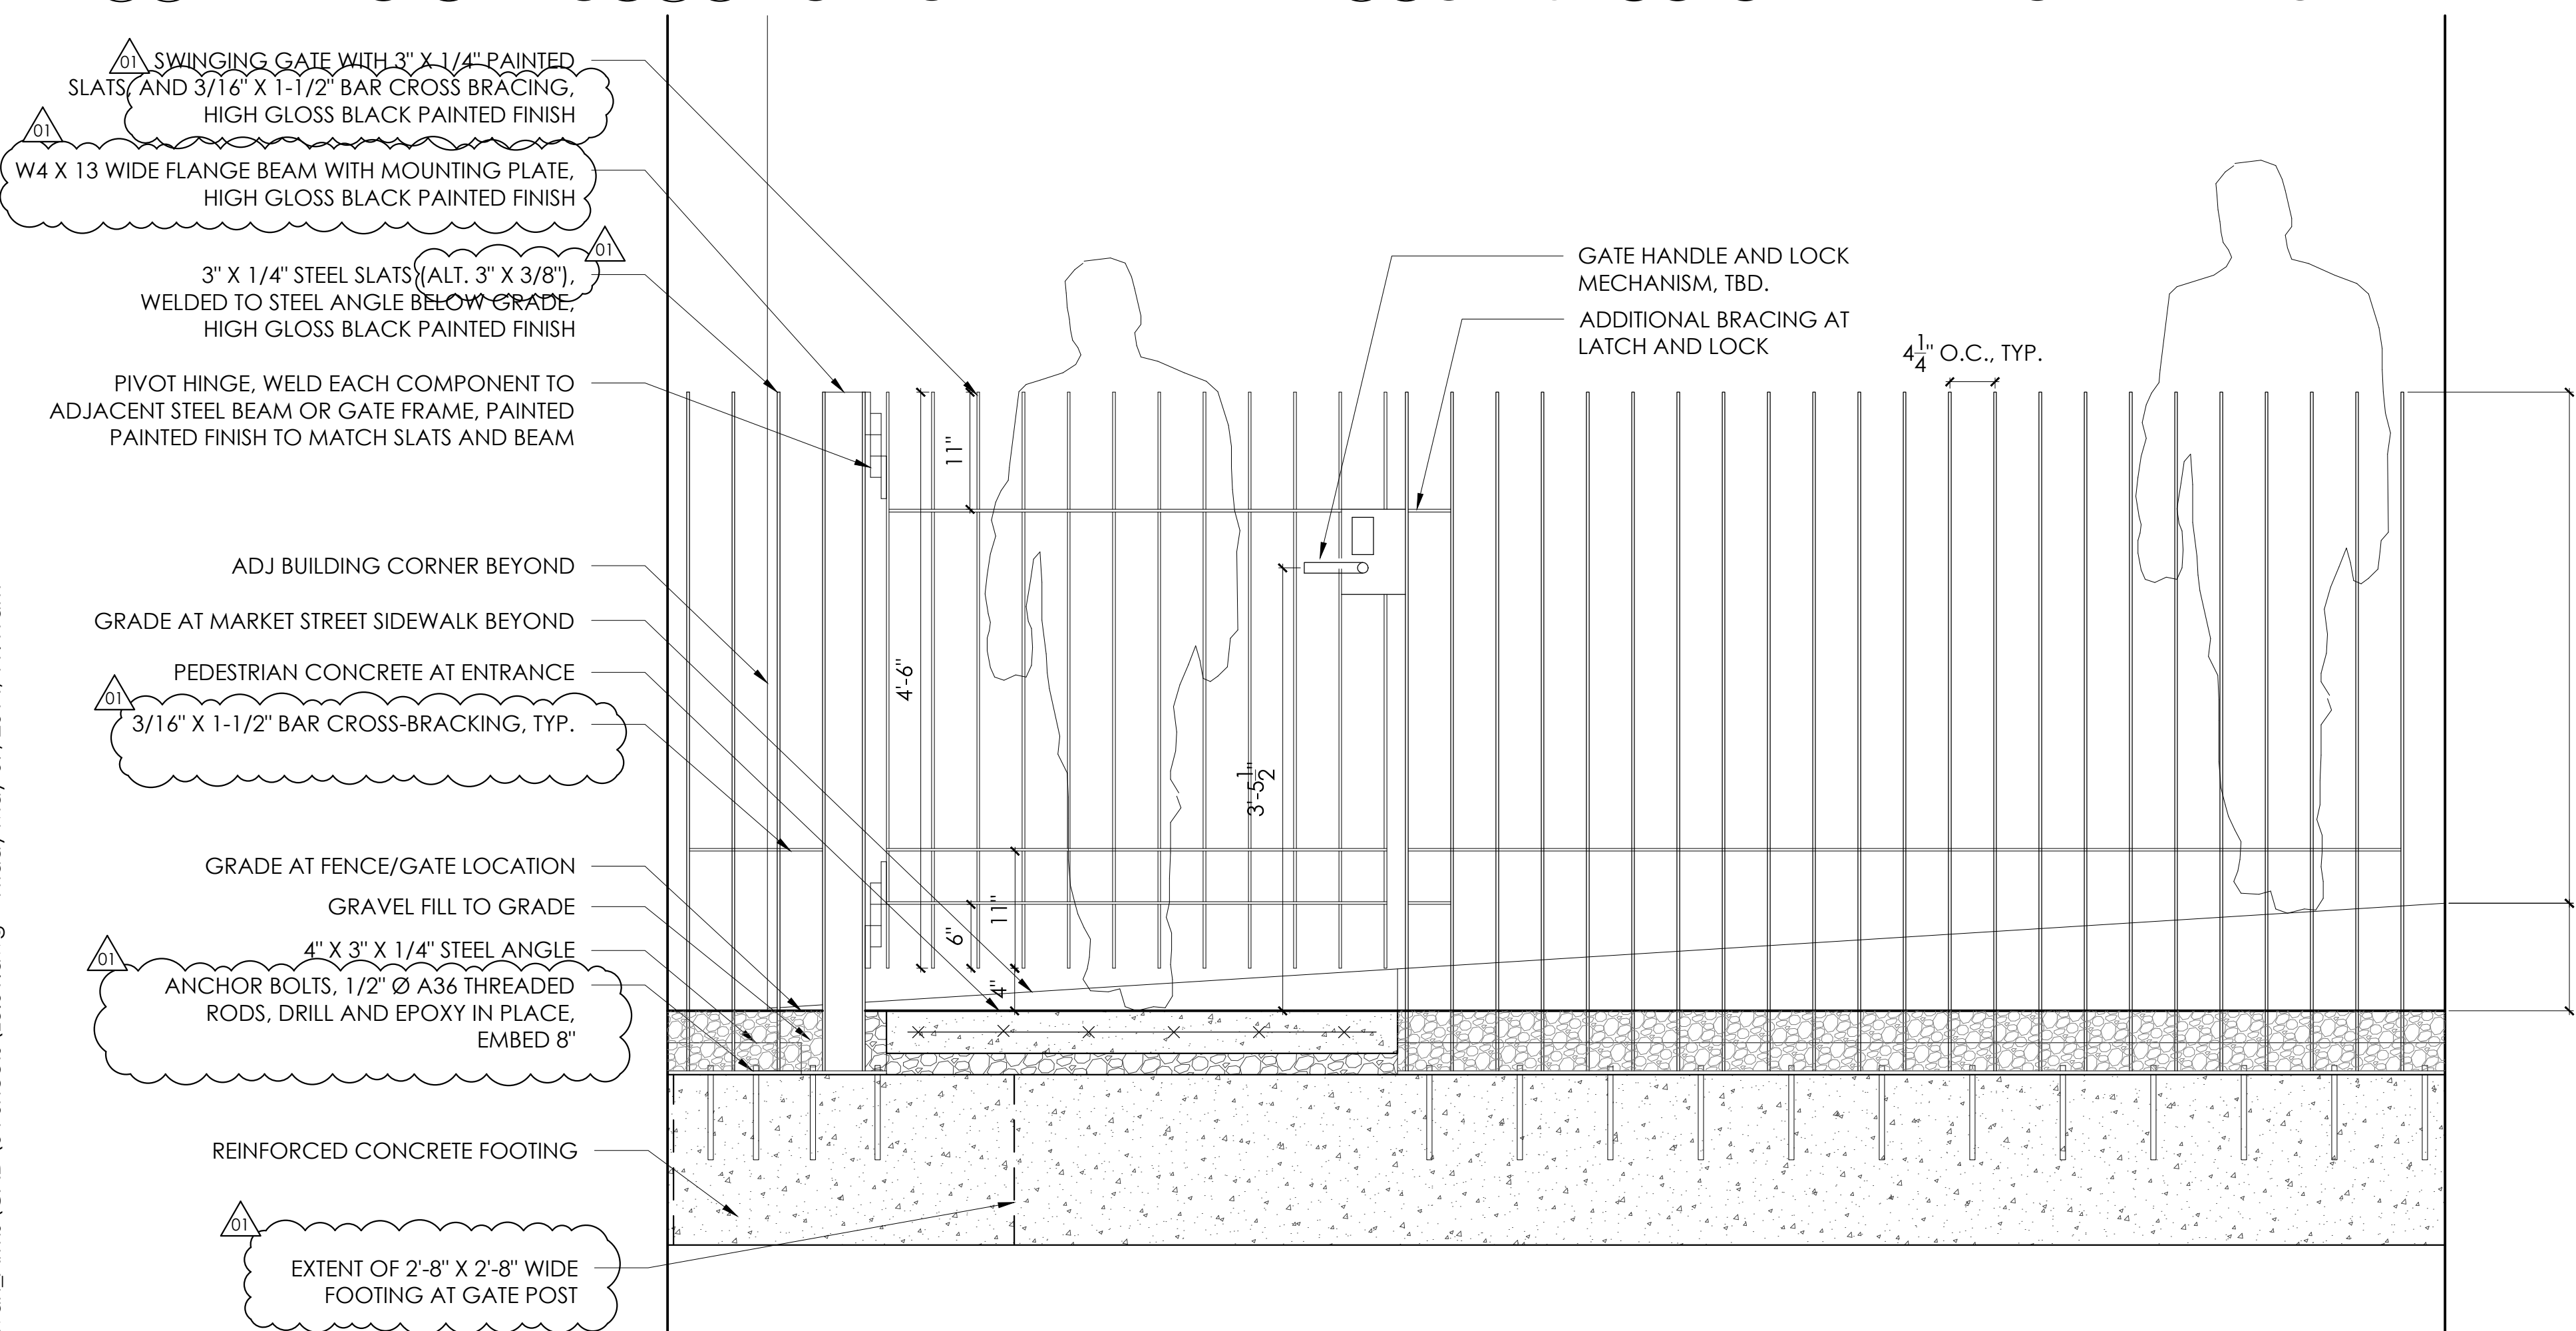 01
SWINGING GATE WITH 3" X 1/4" PAINTED
SLATS, AND 3/16" X 1-1/2" BAR CROSS BRACING,
HIGH GLOSS BLACK PAINTED FINISH
01
W4 X 13 WIDE FLANGE BEAM WITH MOUNTING PLATE,
HIGH GLOSS BLACK PAINTED FINISH
01
3" X 1/4" STEEL SLATS (ALT. 3" X 3/8"),
WELDED TO STEEL ANGLE BELOW GRADE,
HIGH GLOSS BLACK PAINTED FINISH
PIVOT HINGE, WELD EACH COMPONENT TO
ADJACENT STEEL BEAM OR GATE FRAME, PAINTED
PAINTED FINISH TO MATCH SLATS AND BEAM
ADJ BUILDING CORNER BEYOND
GRADE AT MARKET STREET SIDEWALK BEYOND
PEDESTRIAN CONCRETE AT ENTRANCE
01
3/16" X 1-1/2" BAR CROSS-BRACKING, TYP.
GRADE AT FENCE/GATE LOCATION
GRAVEL FILL TO GRADE
4" X 3" X 1/4" STEEL ANGLE
01
ANCHOR BOLTS, 1/2" Ø A36 THREADED
RODS, DRILL AND EPOXY IN PLACE,
EMBED 8"
REINFORCED CONCRETE FOOTING
01
EXTENT OF 2'-8" X 2'-8" WIDE
FOOTING AT GATE POST
GATE HANDLE AND LOCK
MECHANISM, TBD.
ADDITIONAL BRACING AT
LATCH AND LOCK
4 1/4" O.C., TYP.
11"
4'-6"
3'-5 1/2"
11"
6"
4"